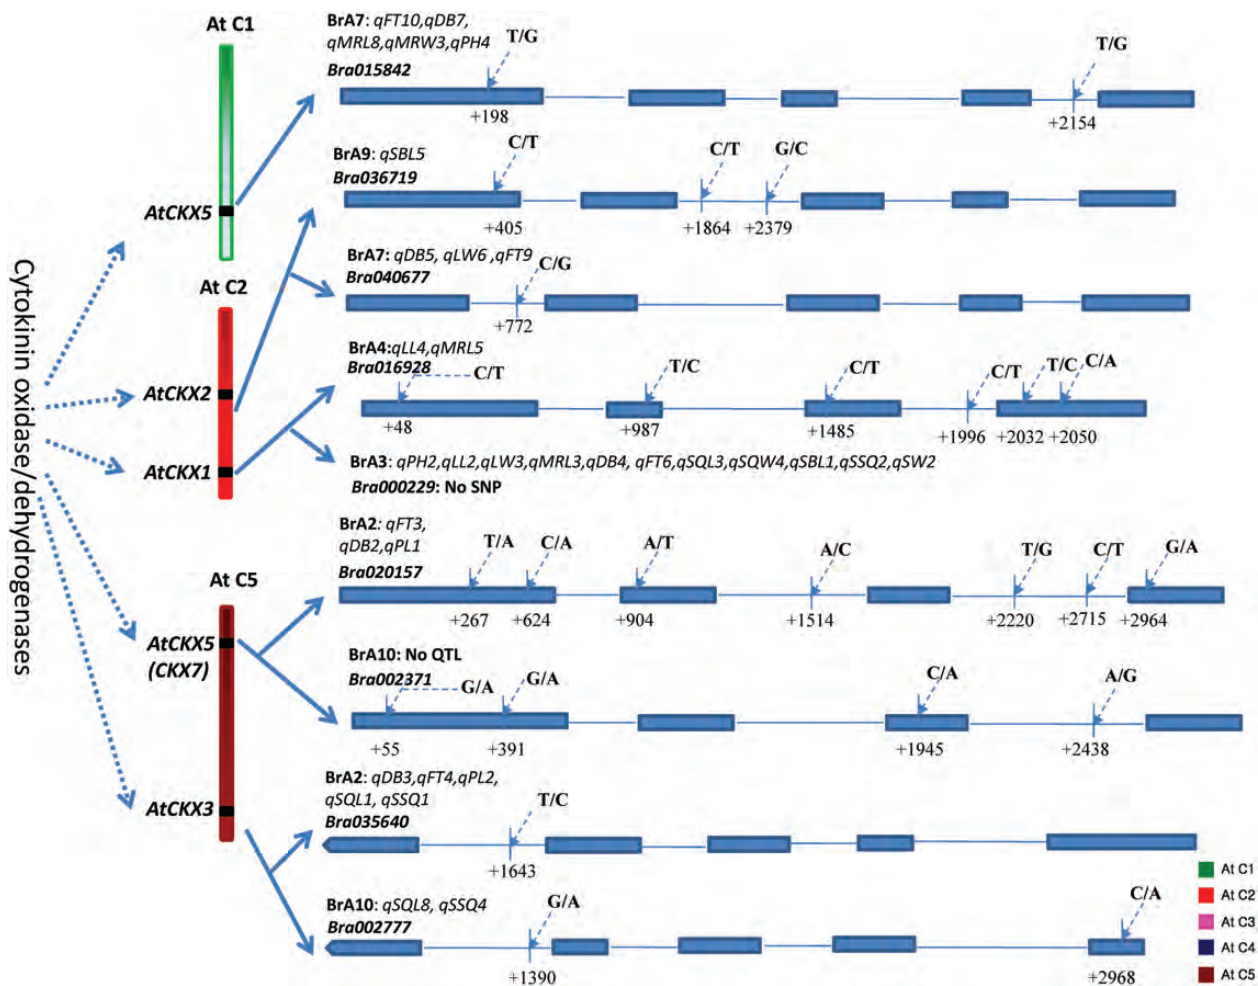 Cytokinin oxidase/dehydrogenases
At C1
AtCKX5
At C2
AtCKX2
AtCKX1
At C5
AtCKX5
(CKX7)
AtCKX3
BrA7: qFT10,qDB7,
qMRL8,qMRW3,qPH4
Bra015842
T/G
T/G
+198
+2154
BrA9: qSBL5
Bra036719
C/T
C/T
G/C
+405
+1864
+2379
BrA7: qDB5, qLW6 ,qFT9
Bra040677
C/G
+772
BrA4:qLL4,qMRL5
Bra016928
C/T
T/C
C/T
C/T
T/C
C/A
+48
+987
+1485
+1996
+2032
+2050
BrA3: qPH2,qLL2,qLW3,qMRL3,qDB4, qFT6,qSQL3,qSQW4,qSBL1,qSSQ2,qSW2
Bra000229: No SNP
BrA2: qFT3,
qDB2,qPL1
Bra020157
T/A
C/A
A/T
A/C
T/G
C/T
G/A
+267
+624
+904
+1514
+2220
+2715
+2964
BrA10: No QTL
Bra002371
G/A
G/A
C/A
A/G
+55
+391
+1945
+2438
BrA2: qDB3,qFT4,qPL2,
qSQL1, qSSQ1
Bra035640
T/C
+1643
BrA10: qSQL8, qSSQ4
Bra002777
G/A
C/A
+1390
+2968
At C1
At C2
At C3
At C4
At C5